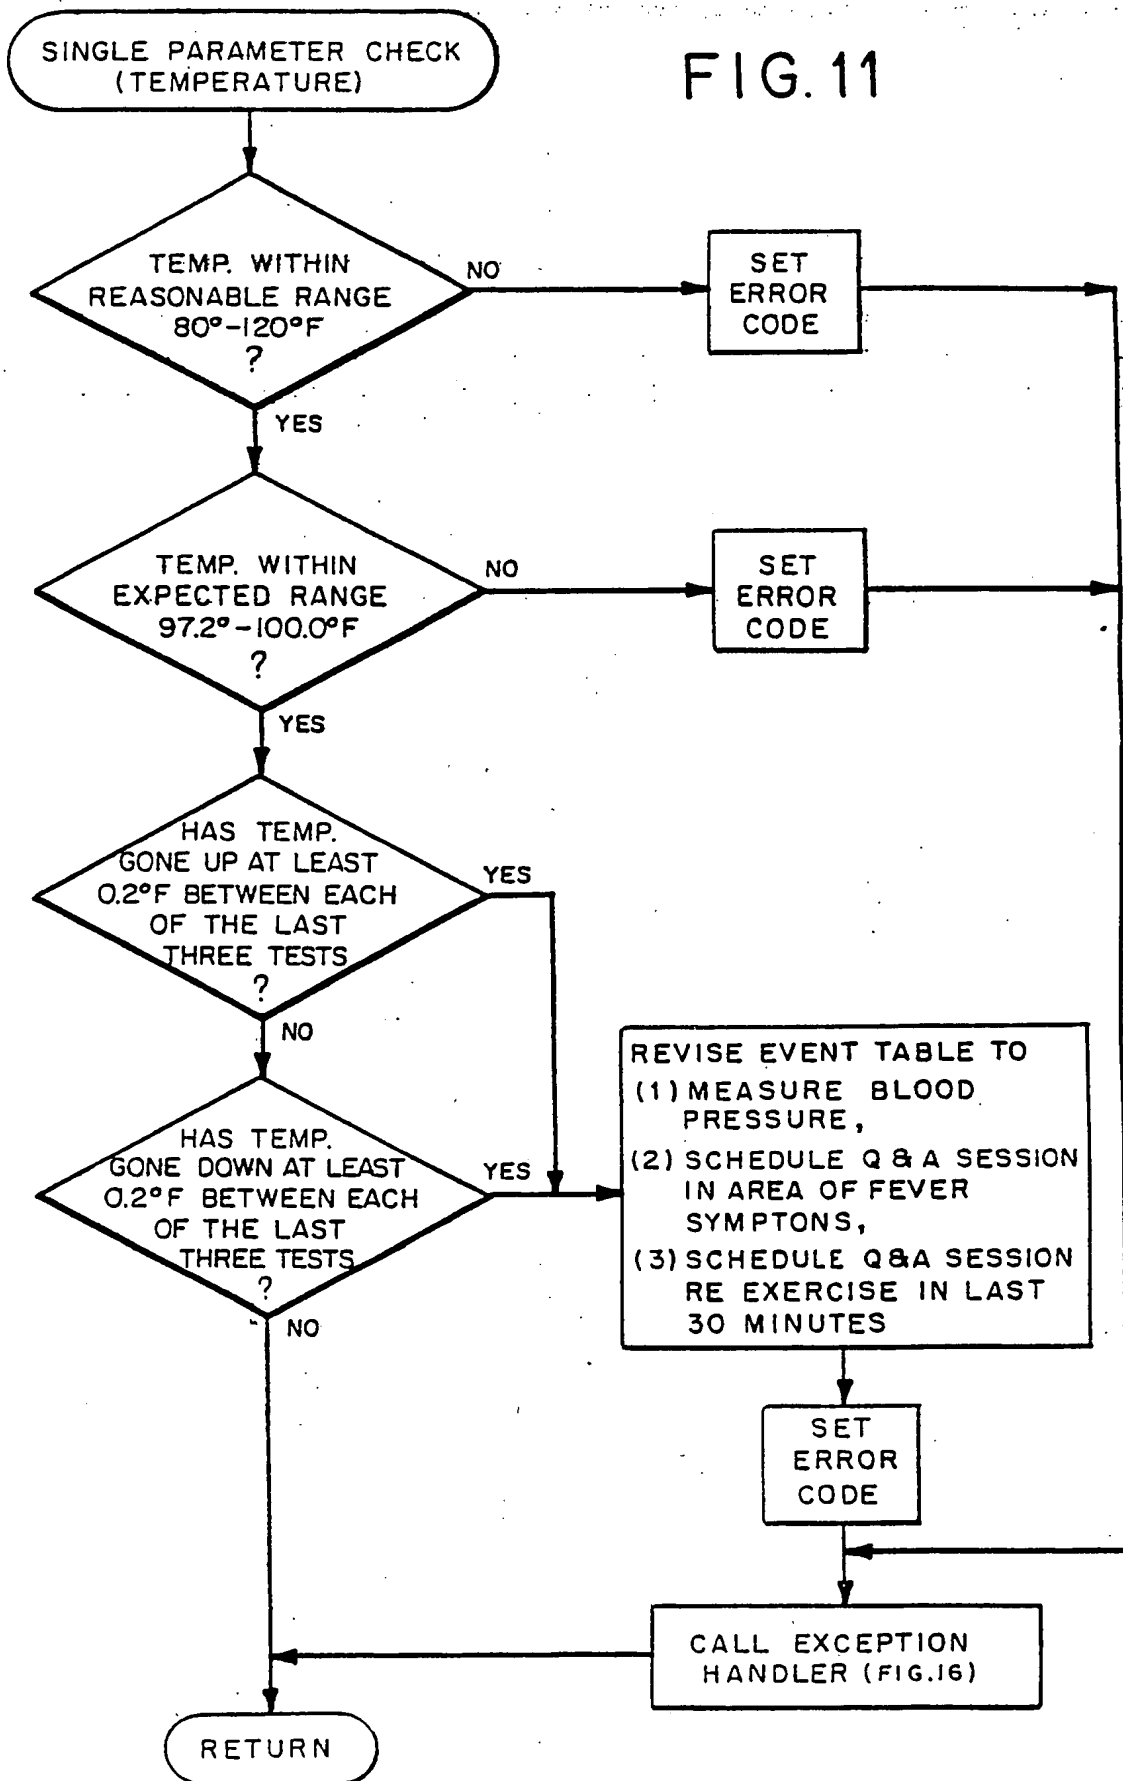 SINGLE PARAMETER CHECK
(TEMPERATURE)
FIG. 11
TEMP. WITHIN
REASONABLE RANGE
80°-120°F
?
NO
SET
ERROR
CODE
YES
TEMP. WITHIN
EXPECTED RANGE
97.2°-100.0°F
?
NO
SET
ERROR
CODE
YES
HAS TEMP.
GONE UP AT LEAST
0.2°F BETWEEN EACH
OF THE LAST
THREE TESTS
?
YES
NO
HAS TEMP.
GONE DOWN AT LEAST
0.2°F BETWEEN EACH
OF THE LAST
THREE TESTS
?
YES
NO
REVISE EVENT TABLE TO
(1) MEASURE BLOOD
PRESSURE,
(2) SCHEDULE Q & A SESSION
IN AREA OF FEVER
SYMPTONS,
(3) SCHEDULE Q&A SESSION
RE EXERCISE IN LAST
30 MINUTES
SET
ERROR
CODE
CALL EXCEPTION
HANDLER (FIG.16)
RETURN